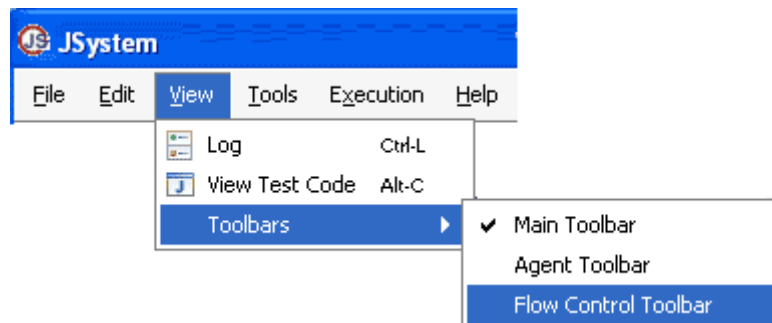 JSystem
File Edit View Tools Execution Help
Log Ctrl-L
View Test Code Alt-C
Toolbars
Main Toolbar
Agent Toolbar
Flow Control Toolbar